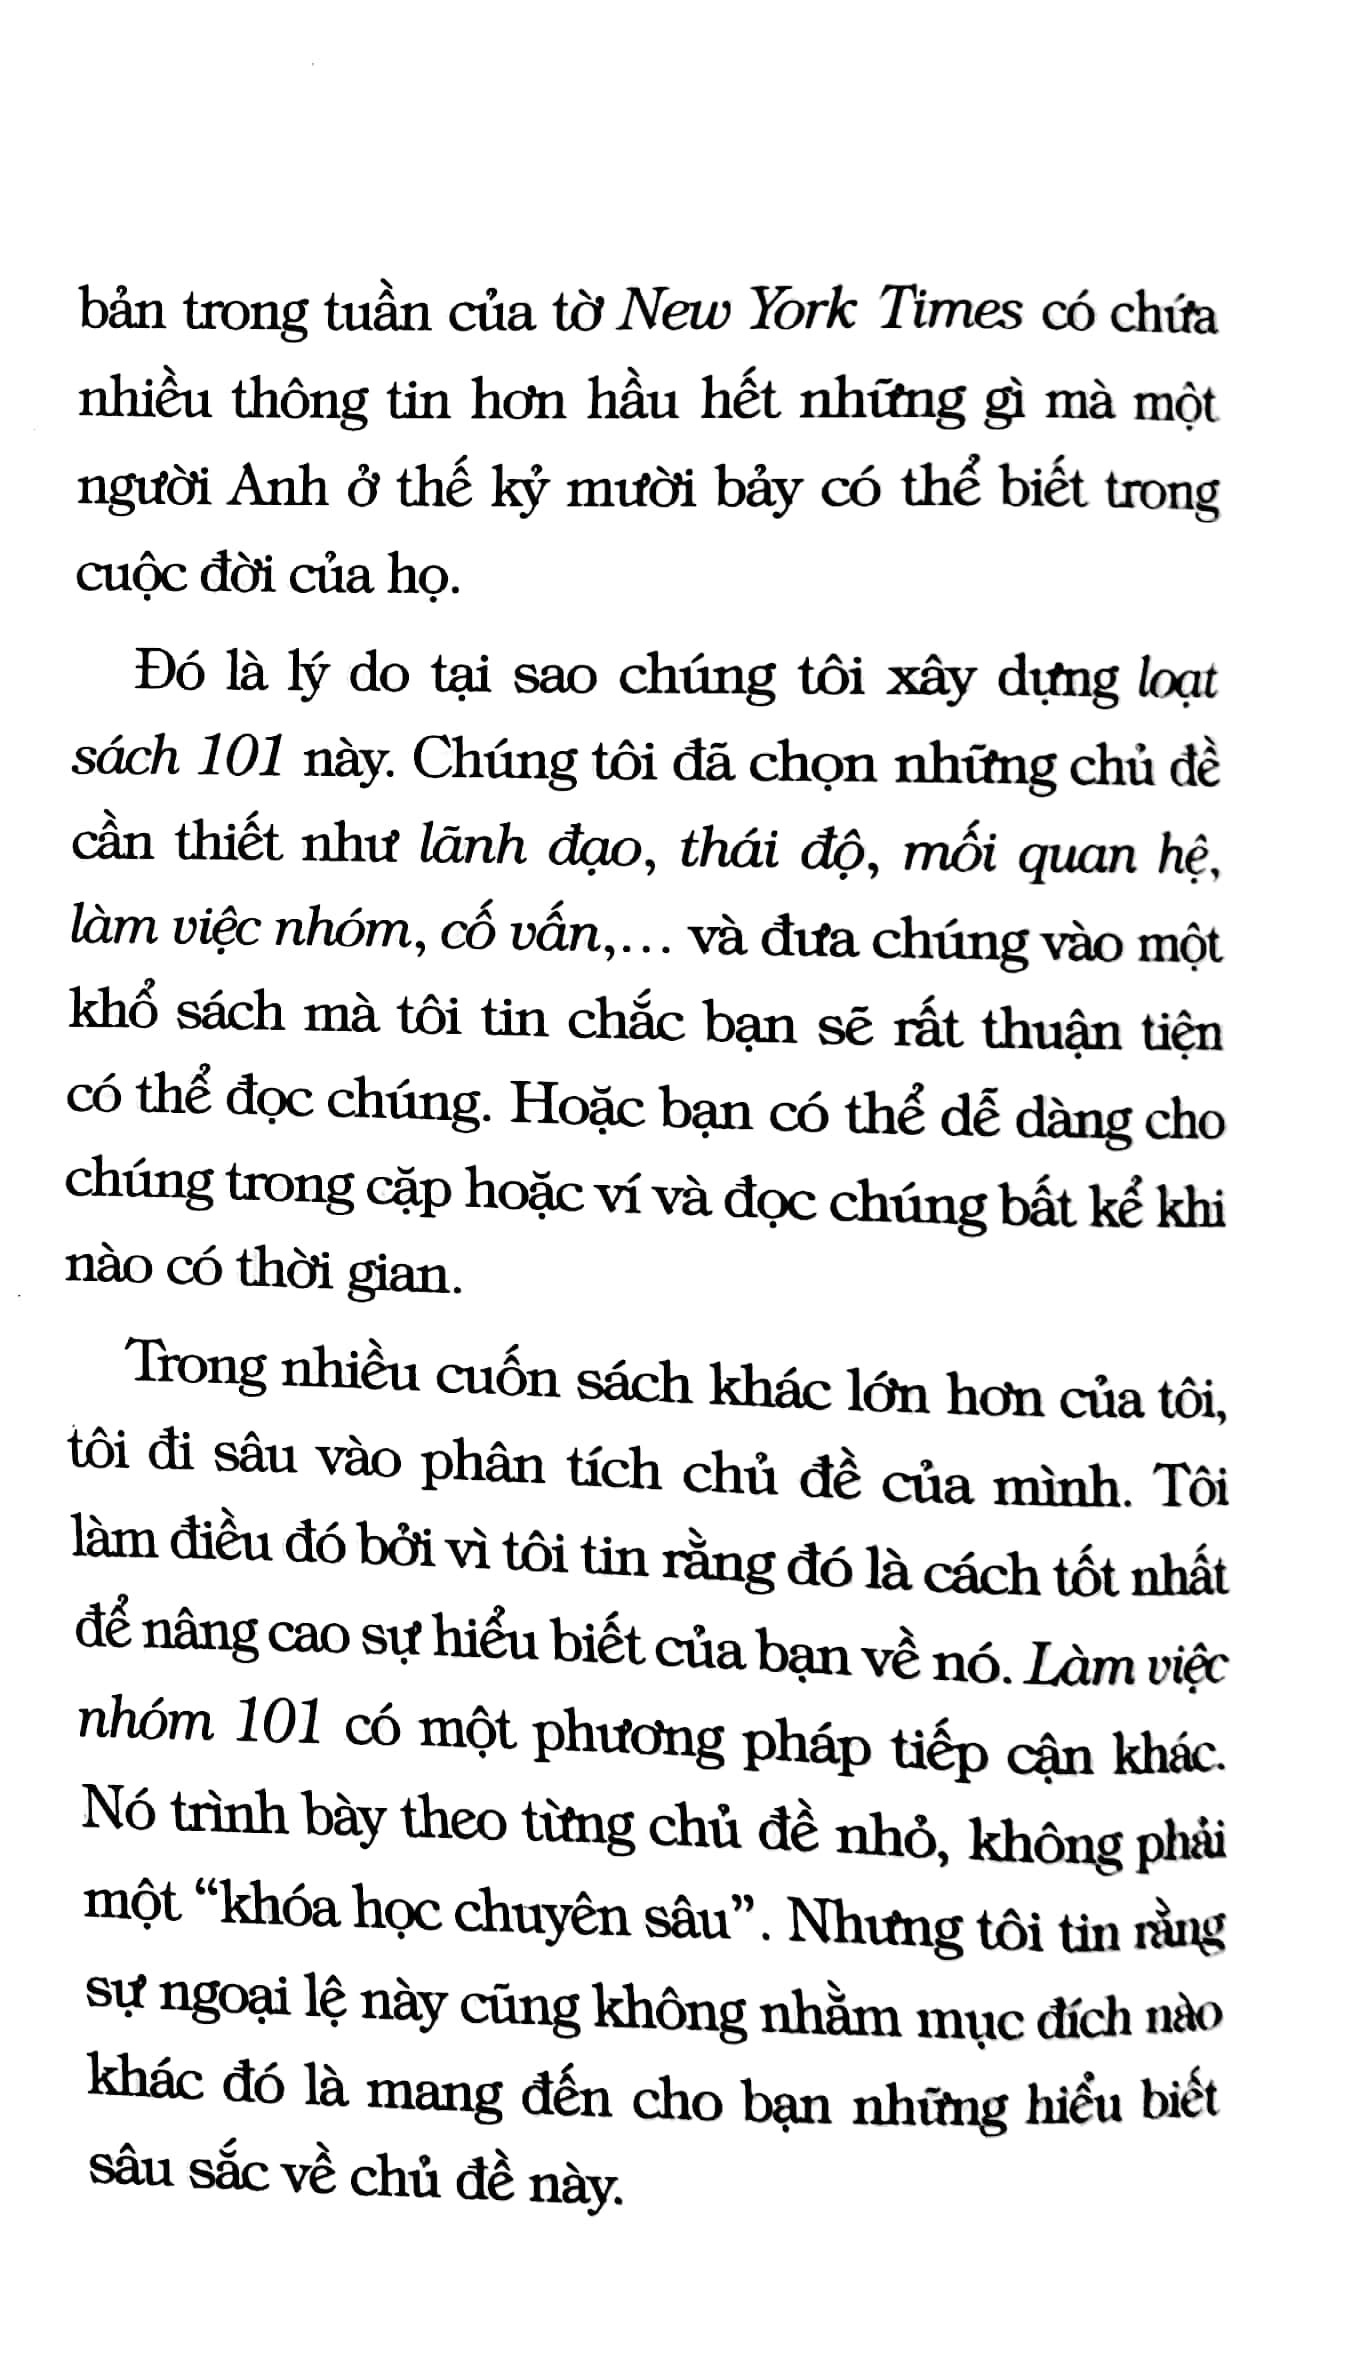 bản trong tuần của tờ New York Times có chứa
nhiều thông tin hơn hầu hết những gì mà một
người Anh ở thế kỷ mười bảy có thể biết trong
cuộc đời của họ.
Đó là lý do tại sao chúng tôi xây dựng loạt
sách 101 này. Chúng tôi đã chọn những chủ đề
cần thiết như lãnh đạo, thái độ, mối quan hệ,
làm việc nhóm, cố vấn,... và đưa chúng vào một
khổ sách mà tôi tin chắc bạn sẽ rất thuận tiện
có thể đọc chúng. Hoặc bạn có thể dễ dàng cho
chúng trong cặp hoặc ví và đọc chúng bất kể khi
nào có thời gian.
Trong nhiều cuốn sách khác lớn hơn của tôi,
tôi đi sâu vào phân tích chủ đề của mình. Tôi
làm điều đó bởi vì tôi tin rằng đó là cách tốt nhất
để nâng cao sự hiểu biết của bạn về nó. Làm việc
nhóm 101 có một phương pháp tiếp cận khác.
Nó trình bày theo từng chủ đề nhỏ, không phải
một “khóa học chuyên sâu”. Nhưng tôi tin rằng
sự ngoại lệ này cũng không nhằm mục đích nào
khác đó là mang đến cho bạn những hiểu biết
sâu sắc về chủ đề này.